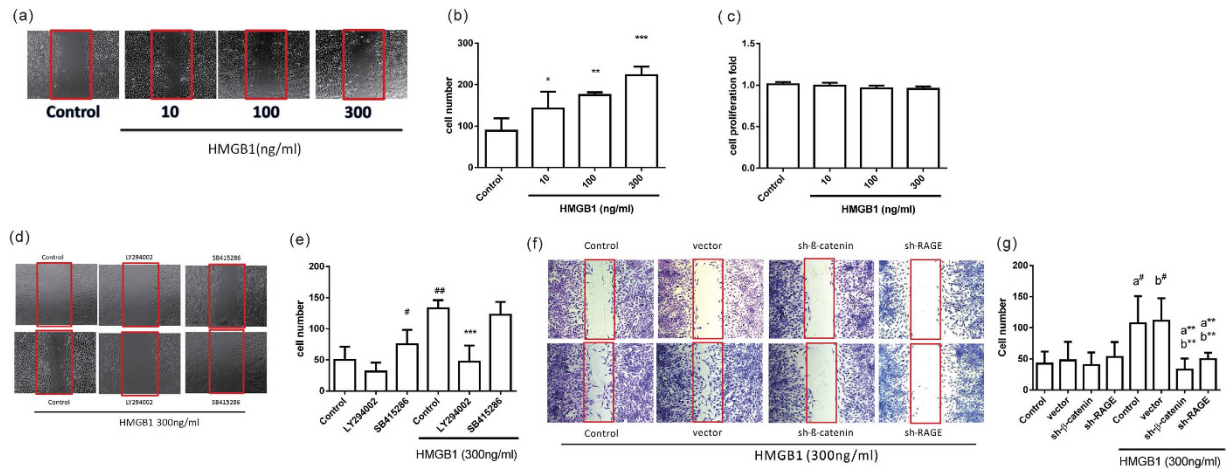 (a)
Control
10
100
300
HMGB1(ng/ml)
(b)
cell number
300
200
100
0
*
**
***
Control
10
100
300
HMGB1 (ng/ml)
(c)
cell proliferation fold
1.5
1.0
0.5
0.0
Control
10
100
300
HMGB1 (ng/ml)
(d)
Control
LY294002
SB415286
Control
LY294002
SB415286
HMGB1 300ng/ml
(e)
cell number
200
150
100
50
0
#
##
***
Control
LY294002
SB415286
Control
LY294002
SB415286
HMGB1 (300ng/ml)
(f)
Control
vector
sh-ß-catenin
sh-RAGE
Control
vector
sh-ß-catenin
sh-RAGE
HMGB1 (300ng/ml)
(g)
Cell number
200
150
100
50
0
a#
b#
a**
b**
a**
b**
Control
vector
sh-β-catenin
sh-RAGE
Control
vector
sh-β-catenin
sh-RAGE
HMGB1 (300ng/ml)